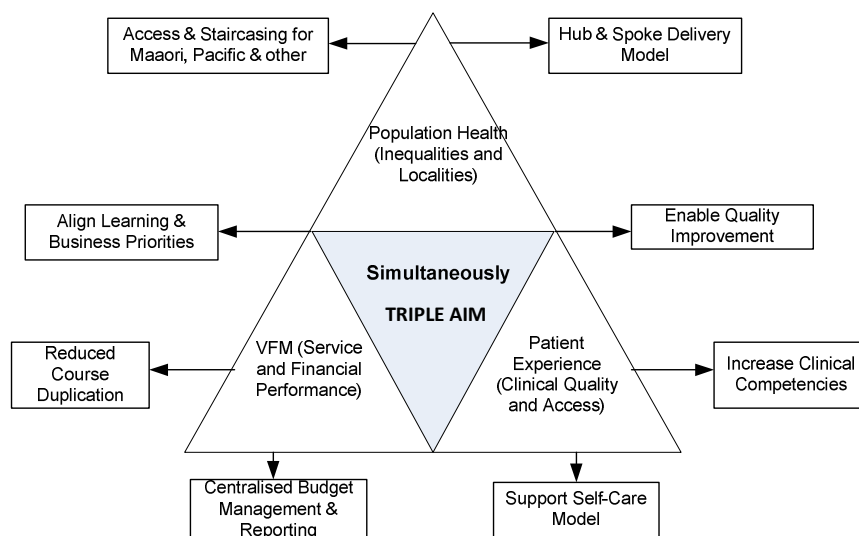 Access & Staircasing for
Maaori, Pacific & other
Hub & Spoke Delivery
Model
Population Health
(Inequalities and
Localities)
Align Learning &
Business Priorities
Enable Quality
Improvement
Simultaneously
TRIPLE AIM
Reduced
Course
Duplication
VFM (Service
and Financial
Performance)
Patient
Experience
(Clinical Quality
and Access)
Increase Clinical
Competencies
Centralised Budget
Management &
Reporting
Support Self-Care
Model